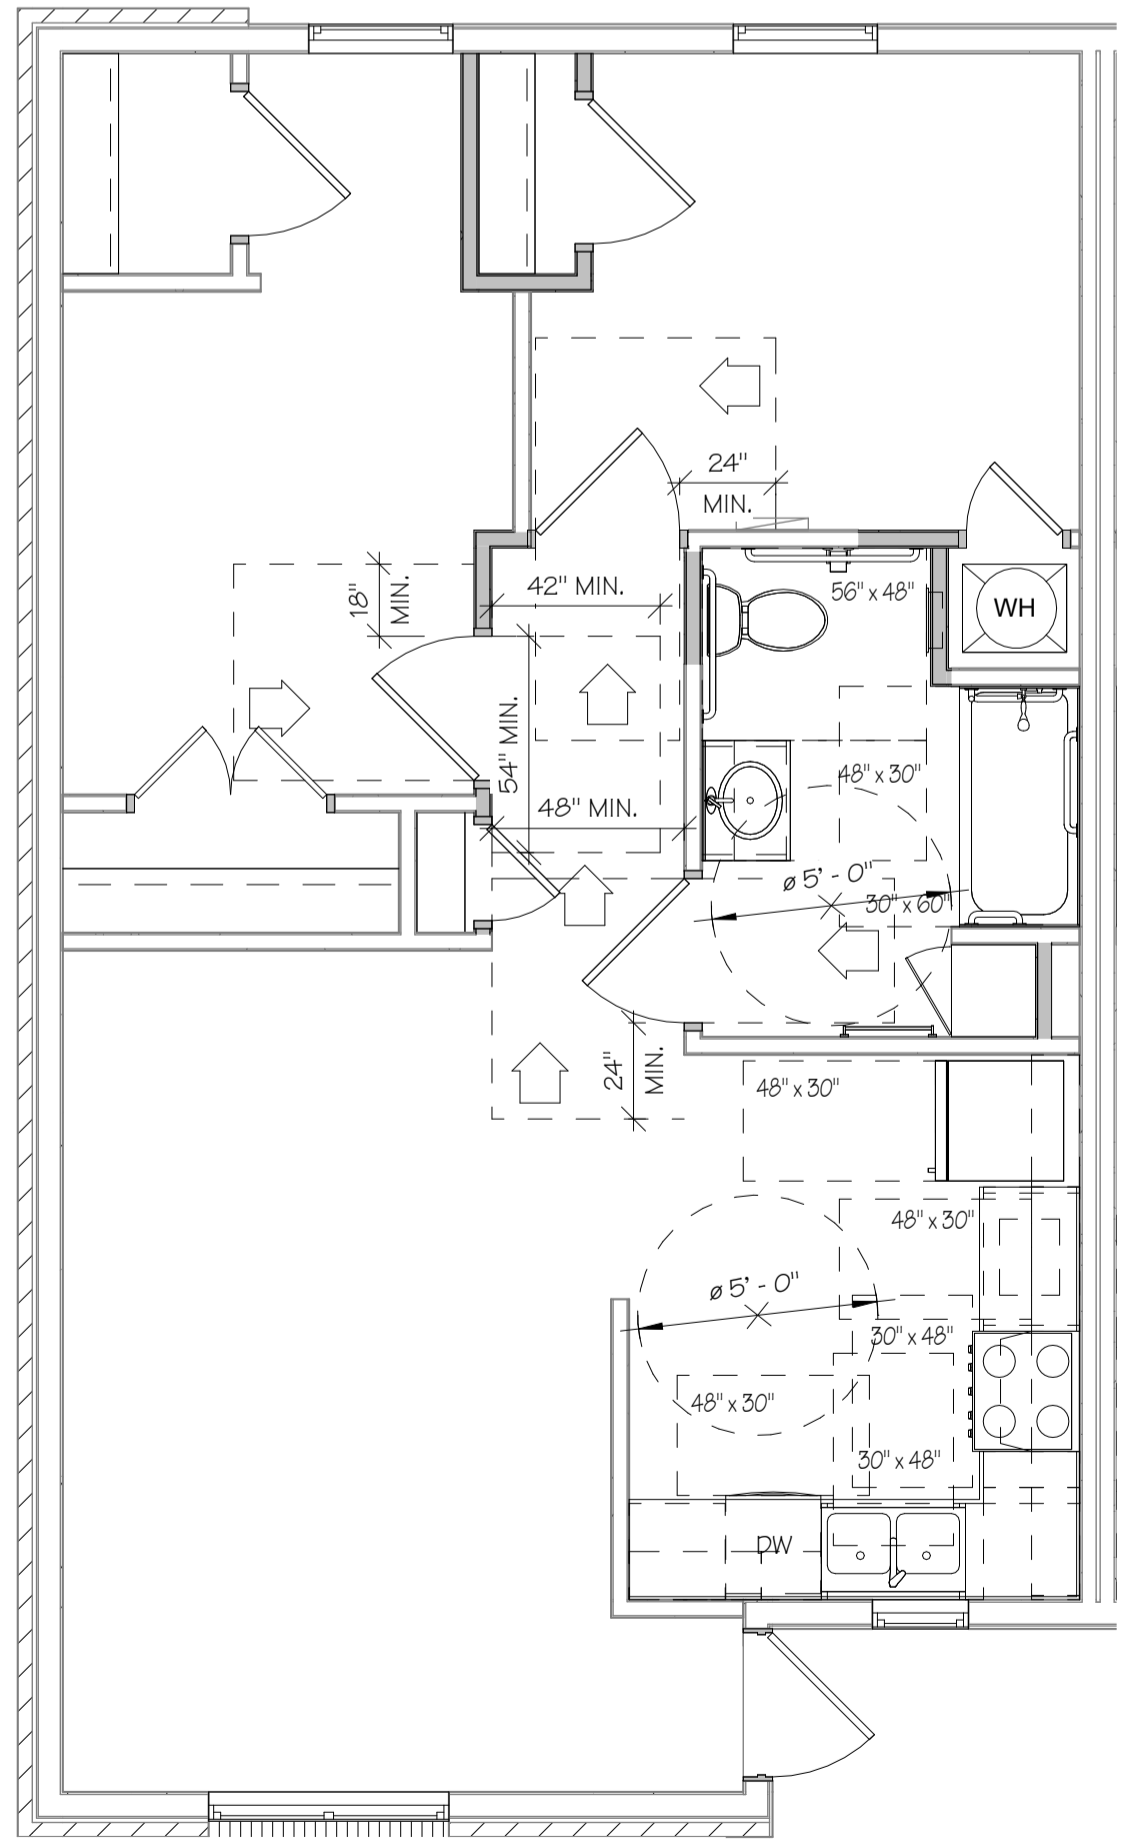 24"
MIN.
18"
MIN.
42" MIN.
56" x 48"
WH
54" MIN.
48" MIN.
48" x 30"
ø 5' - 0"
30" x 60"
24"
MIN.
48" x 30"
48" x 30"
ø 5' - 0"
30" x 48"
48" x 30"
30" x 48"
DW